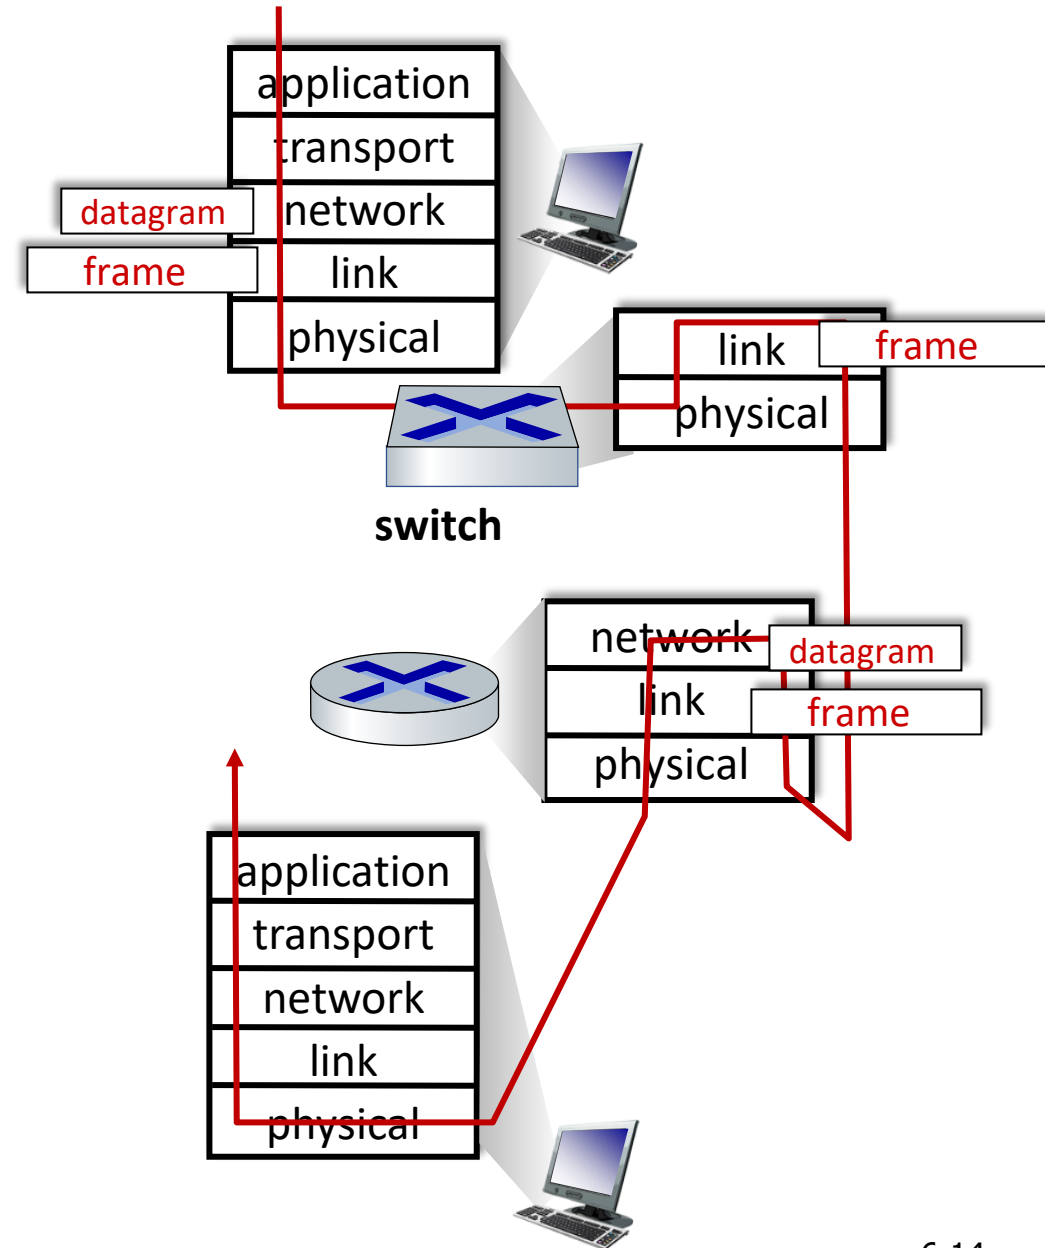 application
transport
datagram network
frame link
physical
link frame
physical
switch
network datagram
link frame
physical
application
transport
network
link
physical